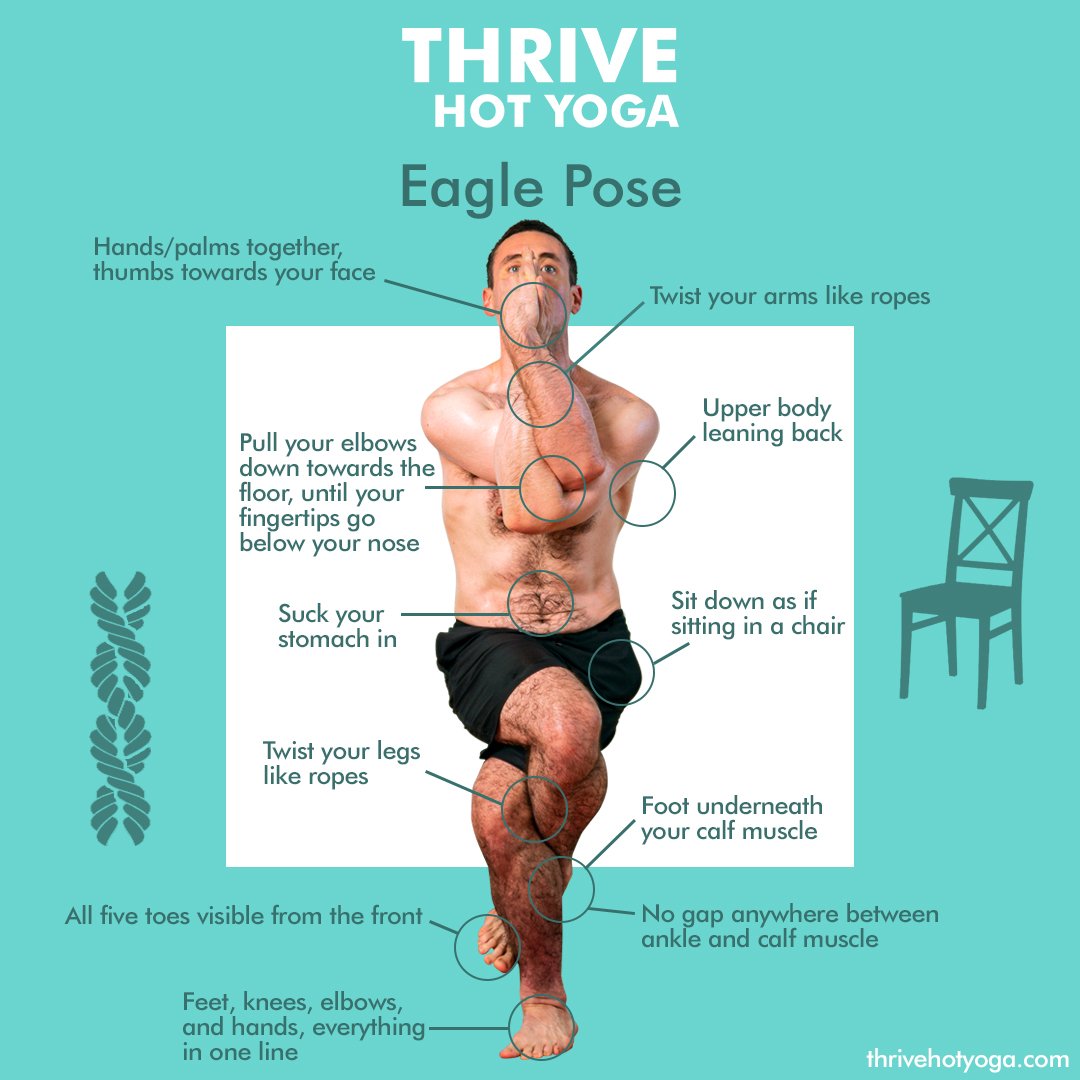 THRIVE
HOT YOGA
Eagle Pose
Hands/palms together,
thumbs towards your face
Twist your arms like ropes
Upper body
leaning back
Pull your elbows
down towards the
floor, until your
fingertips go
below your nose
Suck your
stomach in
Sit down as if
sitting in a chair
Twist your legs
like ropes
Foot underneath
your calf muscle
All five toes visible from the front
No gap anywhere between
ankle and calf muscle
Feet, knees, elbows,
and hands, everything
in one line
thrivehotyoga.com